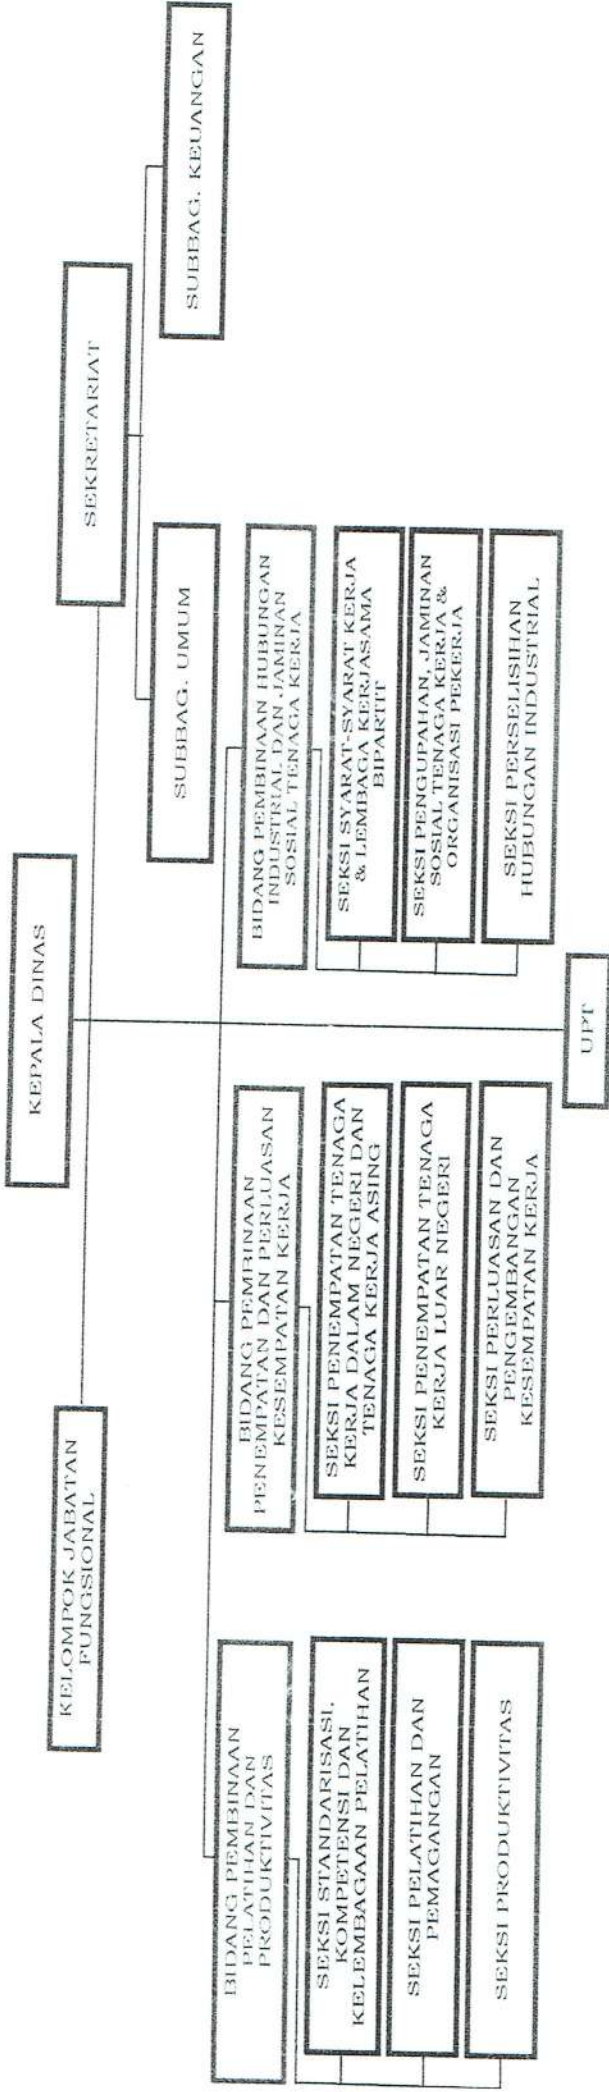 KEPALA DINAS
KELOMPOK JABATAN
FUNGSIONAL
SEKRETARIAT
SUBBAG. UMUM
SUBBAG. KEUANGAN
BIDANG PEMBINAAN
PELATIHAN DAN
PRODUKTIVITAS
SEKSI STANDARISASI,
KOMPETENSI DAN
KELEMBAGAAN PELATIHAN
SEKSI PELATIHAN DAN
PEMAGANGAN
SEKSI PRODUKTIVITAS
BIDANG PEMBINAAN
PENEMPATAN DAN PERLUASAN
KESEMPATAN KERJA
SEKSI PENEMPATAN TENAGA
KERJA DALAM NEGERI DAN
TENAGA KERJA ASING
SEKSI PENEMPATAN TENAGA
KERJA LUAR NEGERI
SEKSI PERLUASAN DAN
PENGEMBANGAN
KESEMPATAN KERJA
BIDANG PEMBINAAN HUBUNGAN
INDUSTRIAL DAN JAMINAN
SOSIAL TENAGA KERJA
SEKSI SYARAT-SYARAT KERJA
& LEMBAGA KERJASAMA
BIPARTIT
SEKSI PENGUPAHAN, JAMINAN
SOSIAL TENAGA KERJA &
ORGANISASI PEKERJA
SEKSI PERSELISIHAN
HUBUNGAN INDUSTRIAL
UPT